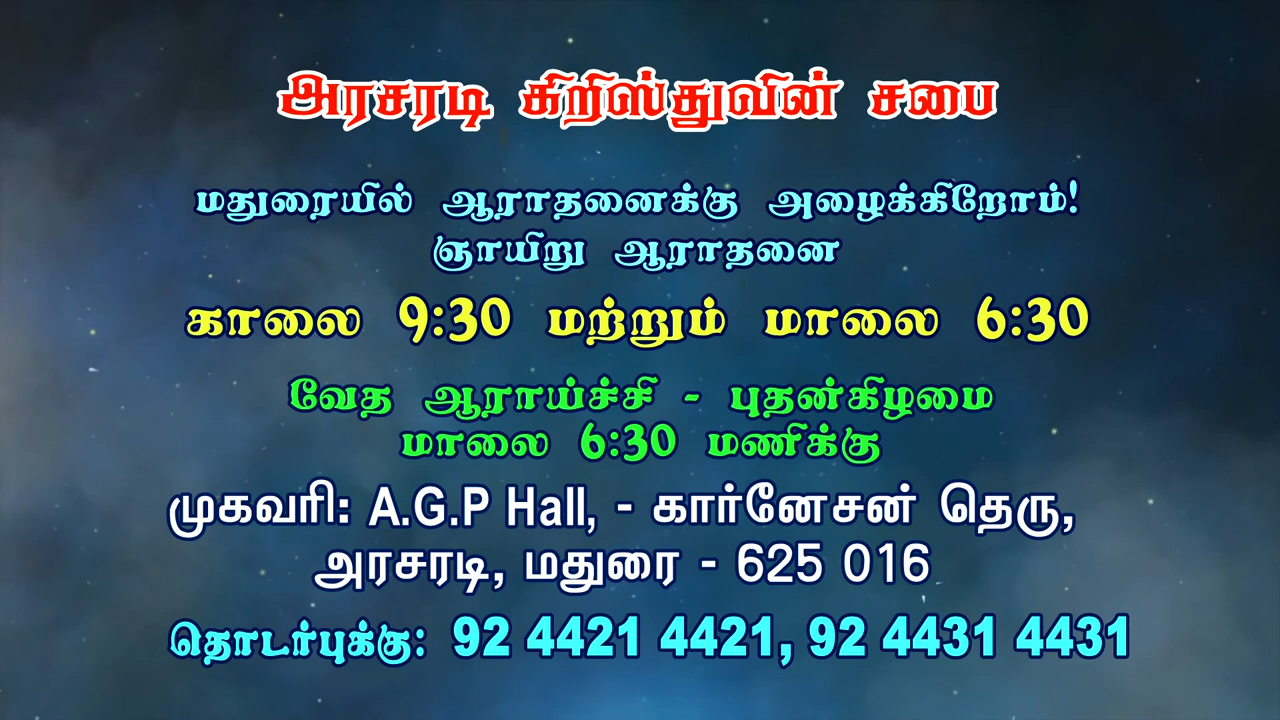 அரசரடி கிறிஸ்துவின் சபை
மதுரையில் ஆராதனைக்கு அழைக்கிறோம்!
ஞாயிறு ஆராதனை
காலை 9:30 மற்றும் மாலை 6:30
வேத ஆராய்ச்சி - புதன்கிழமை
மாலை 6:30 மணிக்கு
முகவரி: A.G.P Hall, - கார்னேசன் தெரு,
அரசரடி, மதுரை - 625 016
தொடர்புக்கு: 92 4421 4421, 92 4431 4431